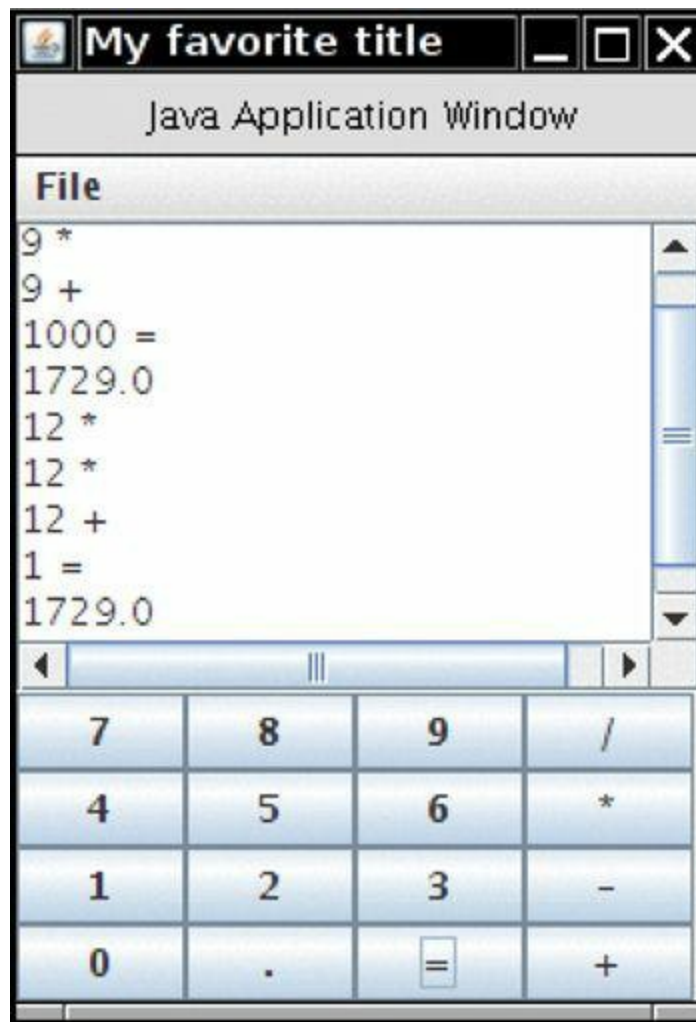 My favorite title
Java Application Window
File
9 *
9 +
1000 =
1729.0
12 *
12 *
12 +
1 =
1729.0
7 8 9 /
4 5 6 *
1 2 3 -
0 . = +